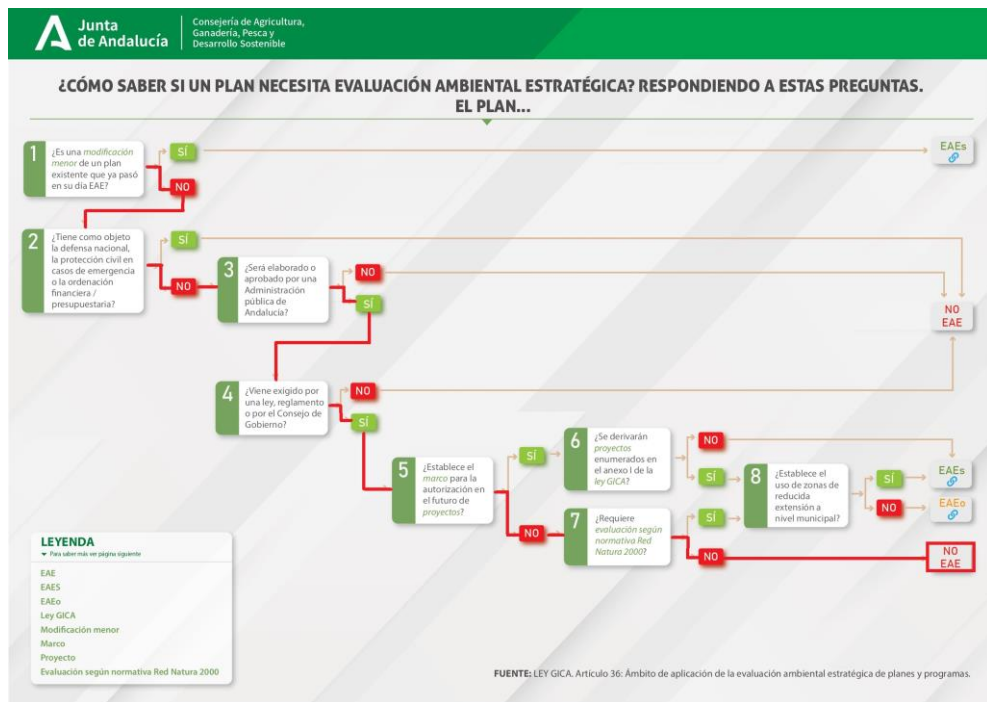 Junta
de Andalucía
Consejería de Agricultura,
Ganadería, Pesca y
Desarrollo Sostenible
¿CÓMO SABER SI UN PLAN NECESITA EVALUACIÓN AMBIENTAL ESTRATÉGICA? RESPONDIENDO A ESTAS PREGUNTAS.
EL PLAN...
1
¿Es una modificación
menor de un plan
existente que ya pasó
en su día EAE?
SÍ
NO
EAEs
2
¿Tiene como objeto
la defensa nacional,
la protección civil en
casos de emergencia
o la ordenación
financiera /
presupuestaria?
SÍ
NO
3
¿Será elaborado o
aprobado por una
Administración
pública de
Andalucía?
NO
SÍ
NO
EAE
4
¿Viene exigido por
una ley, reglamento
o por el Consejo de
Gobierno?
NO
SÍ
5
¿Establece el
marco para la
autorización en
el futuro de
proyectos?
SÍ
NO
6
¿Se derivarán
proyectos
enumerados en
el anexo I de la
ley GICA?
NO
SÍ
7
¿Requiere
evaluación según
normativa Red
Natura 2000?
SÍ
NO
8
¿Establece el
uso de zonas de
reducida
extensión a
nivel municipal?
SÍ
NO
EAEs
EAEo
NO
EAE
LEYENDA
Para saber más ver página siguiente
EAE
EAES
EAEo
Ley GICA
Modificación menor
Marco
Proyecto
Evaluación según normativa Red Natura 2000
FUENTE: LEY GICA. Artículo 36: Ámbito de aplicación de la evaluación ambiental estratégica de planes y programas.